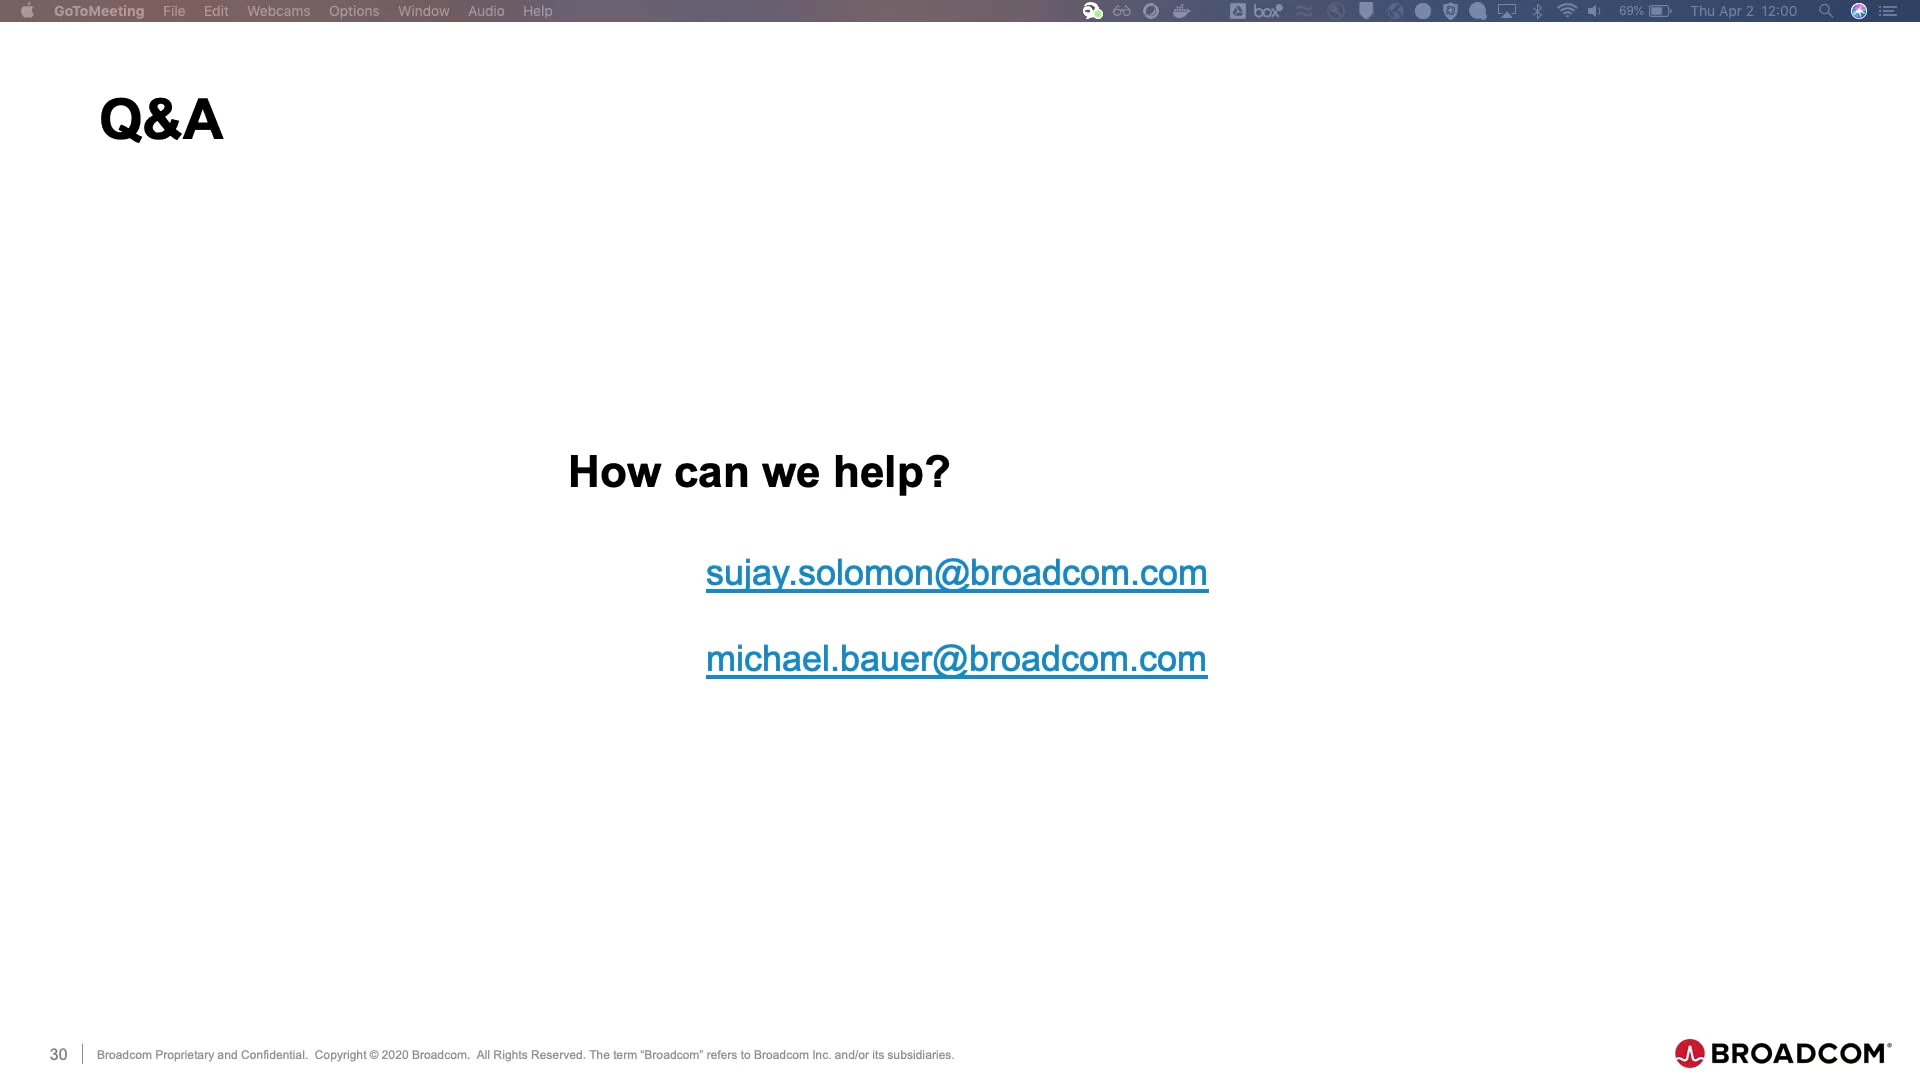 GoToMeeting File Edit Webcams Options Window Audio Help box 69% Thu Apr 2 12:00
Q&A
How can we help?
sujay.solomon@broadcom.com
michael.bauer@broadcom.com
30 Broadcom Proprietary and Confidential. Copyright © 2020 Broadcom. All Rights Reserved. The term “Broadcom” refers to Broadcom Inc. and/or its subsidiaries.
BROADCOM®